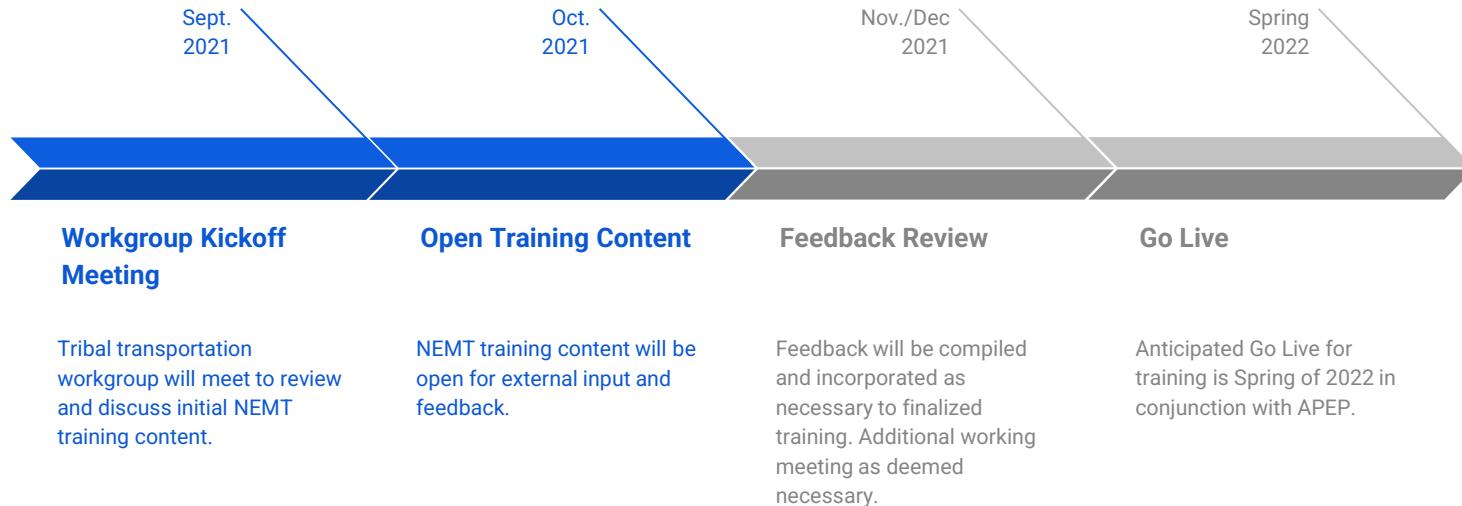 Sept.
2021
Oct.
2021
Nov./Dec
2021
Spring
2022
Workgroup Kickoff
Meeting
Open Training Content
Feedback Review
Go Live
Tribal transportation
workgroup will meet to review
and discuss initial NEMT
training content.
NEMT training content will be
open for external input and
feedback.
Feedback will be compiled
and incorporated as
necessary to finalized
training. Additional working
meeting as deemed
necessary.
Anticipated Go Live for
training is Spring of 2022 in
conjunction with APEP.